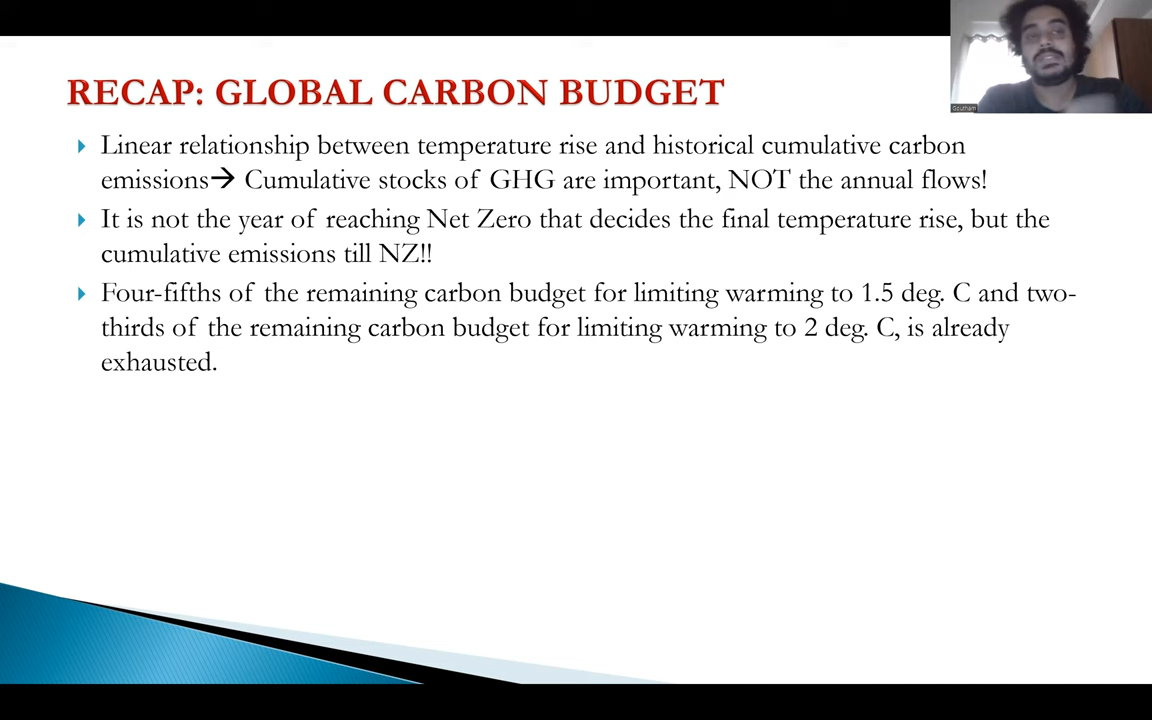 RECAP: GLOBAL CARBON BUDGET
Linear relationship between temperature rise and historical cumulative carbon
emissions→ Cumulative stocks of GHG are important, NOT the annual flows!
It is not the year of reaching Net Zero that decides the final temperature rise, but the
cumulative emissions till NZ!!
Four-fifths of the remaining carbon budget for limiting warming to 1.5 deg. C and two-
thirds of the remaining carbon budget for limiting warming to 2 deg. C, is already
exhausted.
Goutham